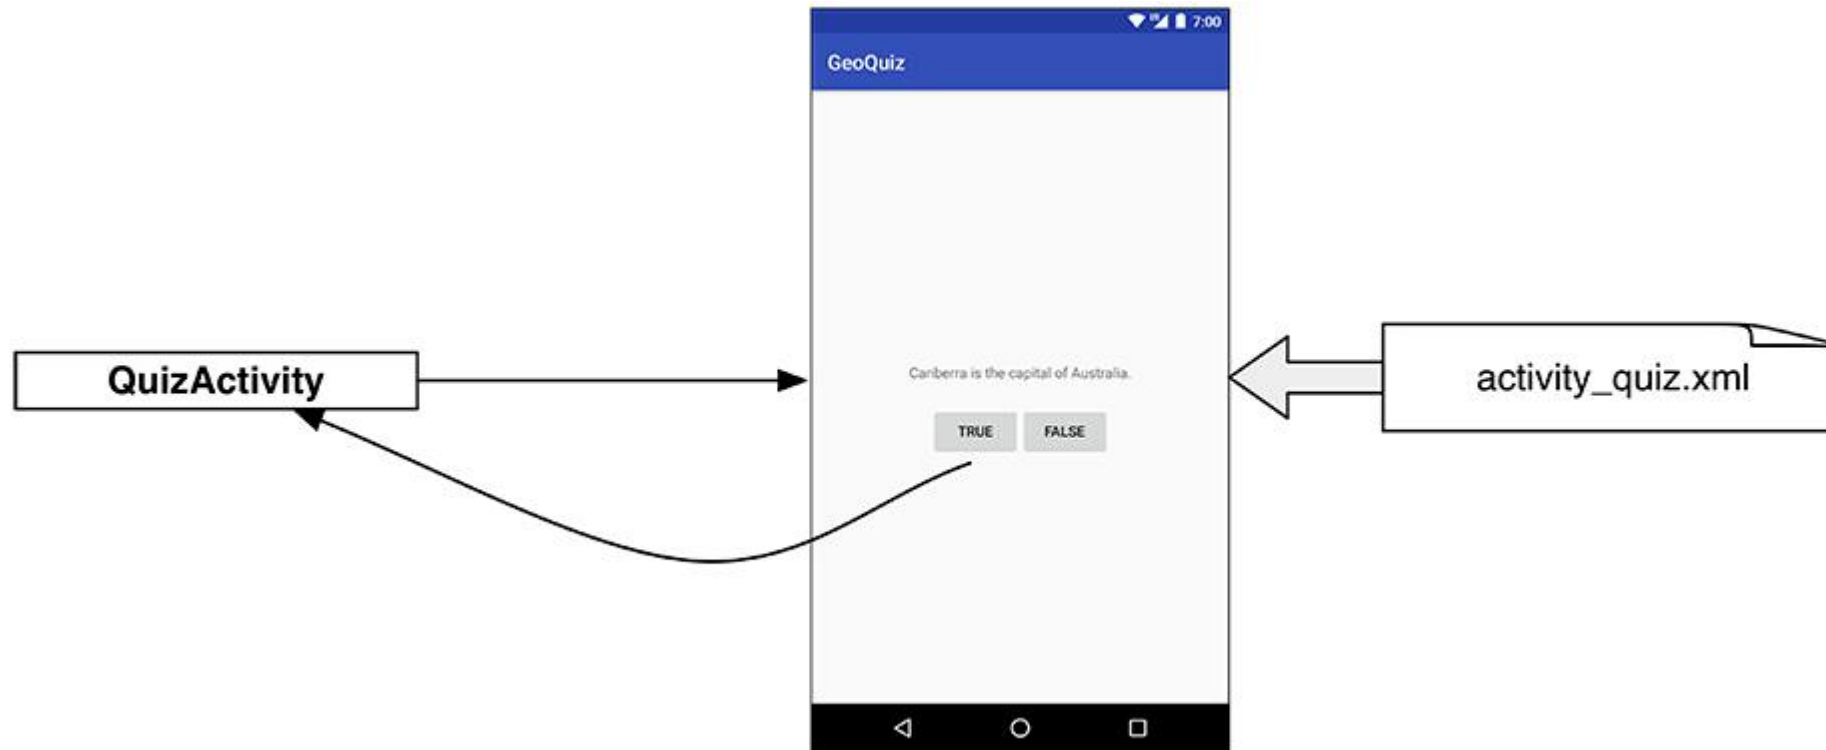 7:00
GeoQuiz
QuizActivity
Canberra is the capital of Australia.
TRUE FALSE
activity_quiz.xml